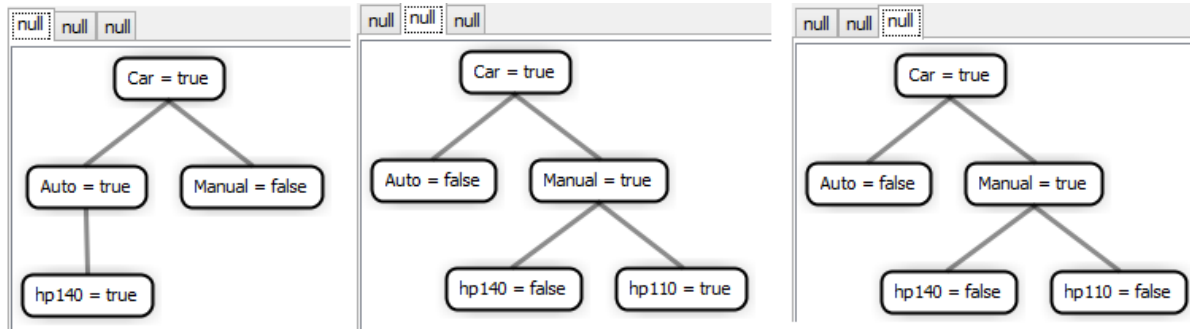 null null null
Car = true
Auto = true Manual = false
hp140 = true
null null null
Car = true
Auto = false Manual = true
hp140 = false hp110 = true
null null null
Car = true
Auto = false Manual = true
hp140 = false hp110 = false